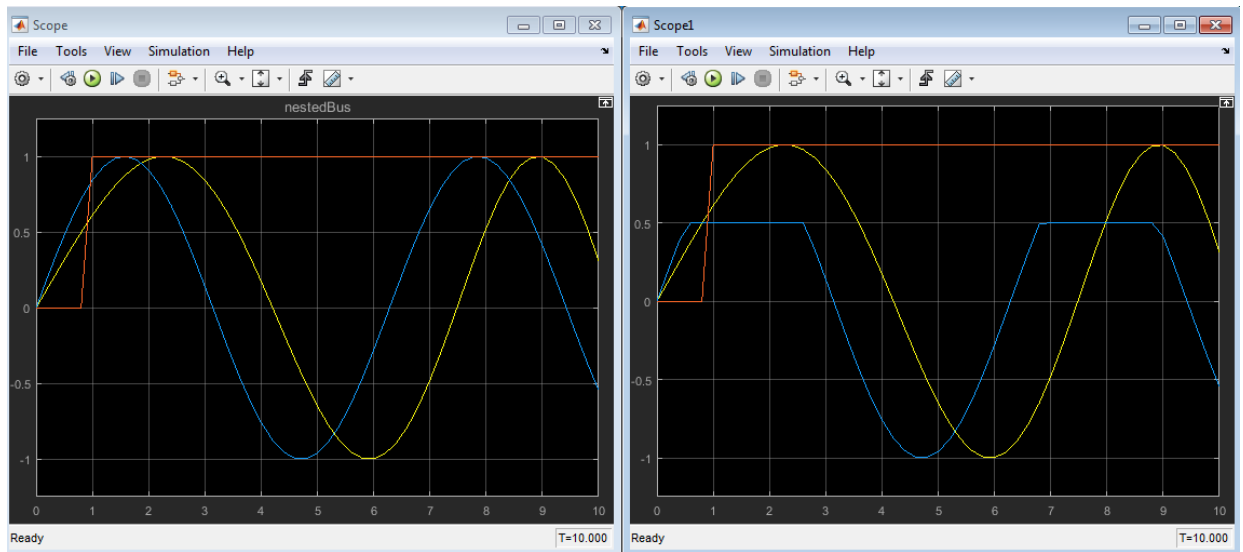 Scope
File Tools View Simulation Help
nestedBus
1
0.5
0
-0.5
-1
0 1 2 3 4 5 6 7 8 9 10
Ready T=10.000
Scope1
File Tools View Simulation Help
1
0.5
0
-0.5
-1
0 1 2 3 4 5 6 7 8 9 10
Ready T=10.000